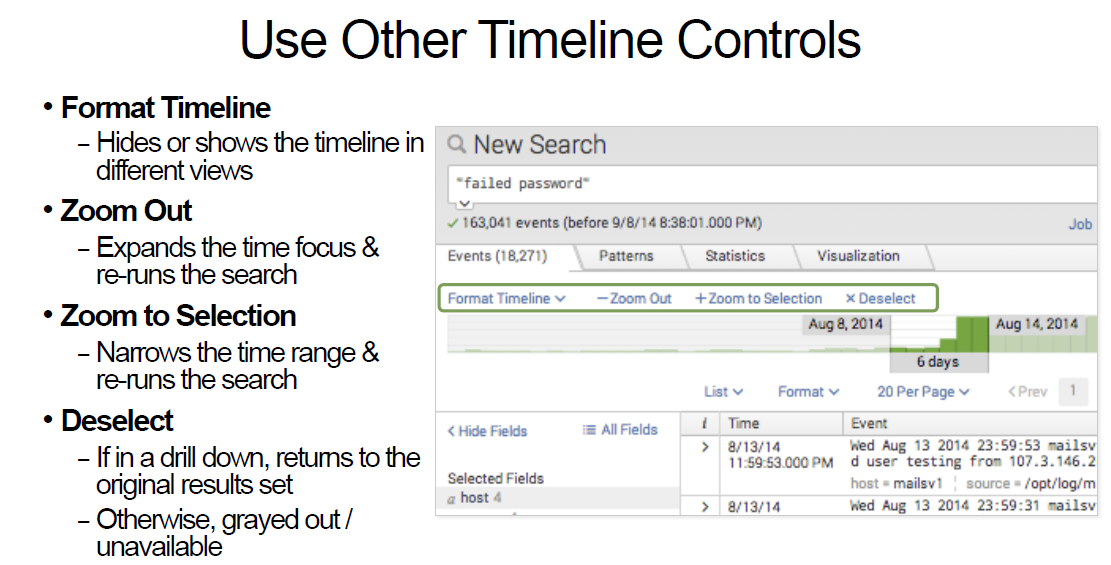 Use Other Timeline Controls
• Format Timeline
– Hides or shows the timeline in
different views
• Zoom Out
– Expands the time focus &
re-runs the search
• Zoom to Selection
– Narrows the time range &
re-runs the search
• Deselect
– If in a drill down, returns to the
original results set
– Otherwise, grayed out /
unavailable
New Search
"failed password"
163,041 events (before 9/8/14 8:38:01.000 PM)
Job
Events (18,271) Patterns Statistics Visualization
Format Timeline – Zoom Out + Zoom to Selection × Deselect
Aug 8, 2014 Aug 14, 2014
6 days
List Format 20 Per Page < Prev 1
< Hide Fields All Fields
i Time Event
Selected Fields
a host 4
> 8/13/14 Wed Aug 13 2014 23:59:53 mailsv
11:59:53.000 PM d user testing from 107.3.146.2
host = mailsv1 source = /opt/log/m
> 8/13/14 Wed Aug 13 2014 23:59:31 mailsv